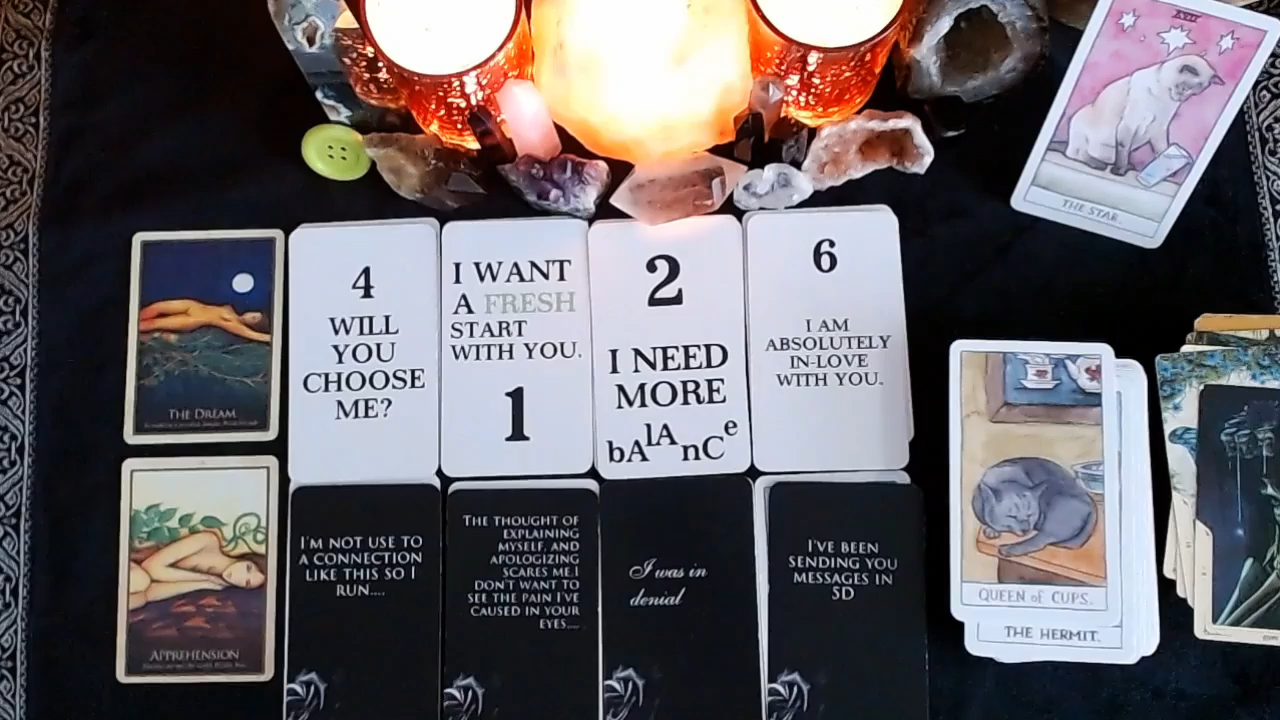 XVII
THE STAR.
THE DREAM
4
WILL
YOU
CHOOSE
ME?
I WANT
A FRESH
START
WITH YOU.
1
2
I NEED
MORE
bAlAnCe
6
I AM
ABSOLUTELY
IN-LOVE
WITH YOU.
APPREHENSION
I'M NOT USE TO
A CONNECTION
LIKE THIS SO I
RUN....
THE THOUGHT OF
EXPLAINING
MYSELF, AND
APOLOGIZING
SCARES ME.I
DON'T WANT TO
SEE THE PAIN I'VE
CAUSED IN YOUR
EYES....
I was in
denial
I'VE BEEN
SENDING YOU
MESSAGES IN
5D
QUEEN of CUPS.
THE HERMIT.